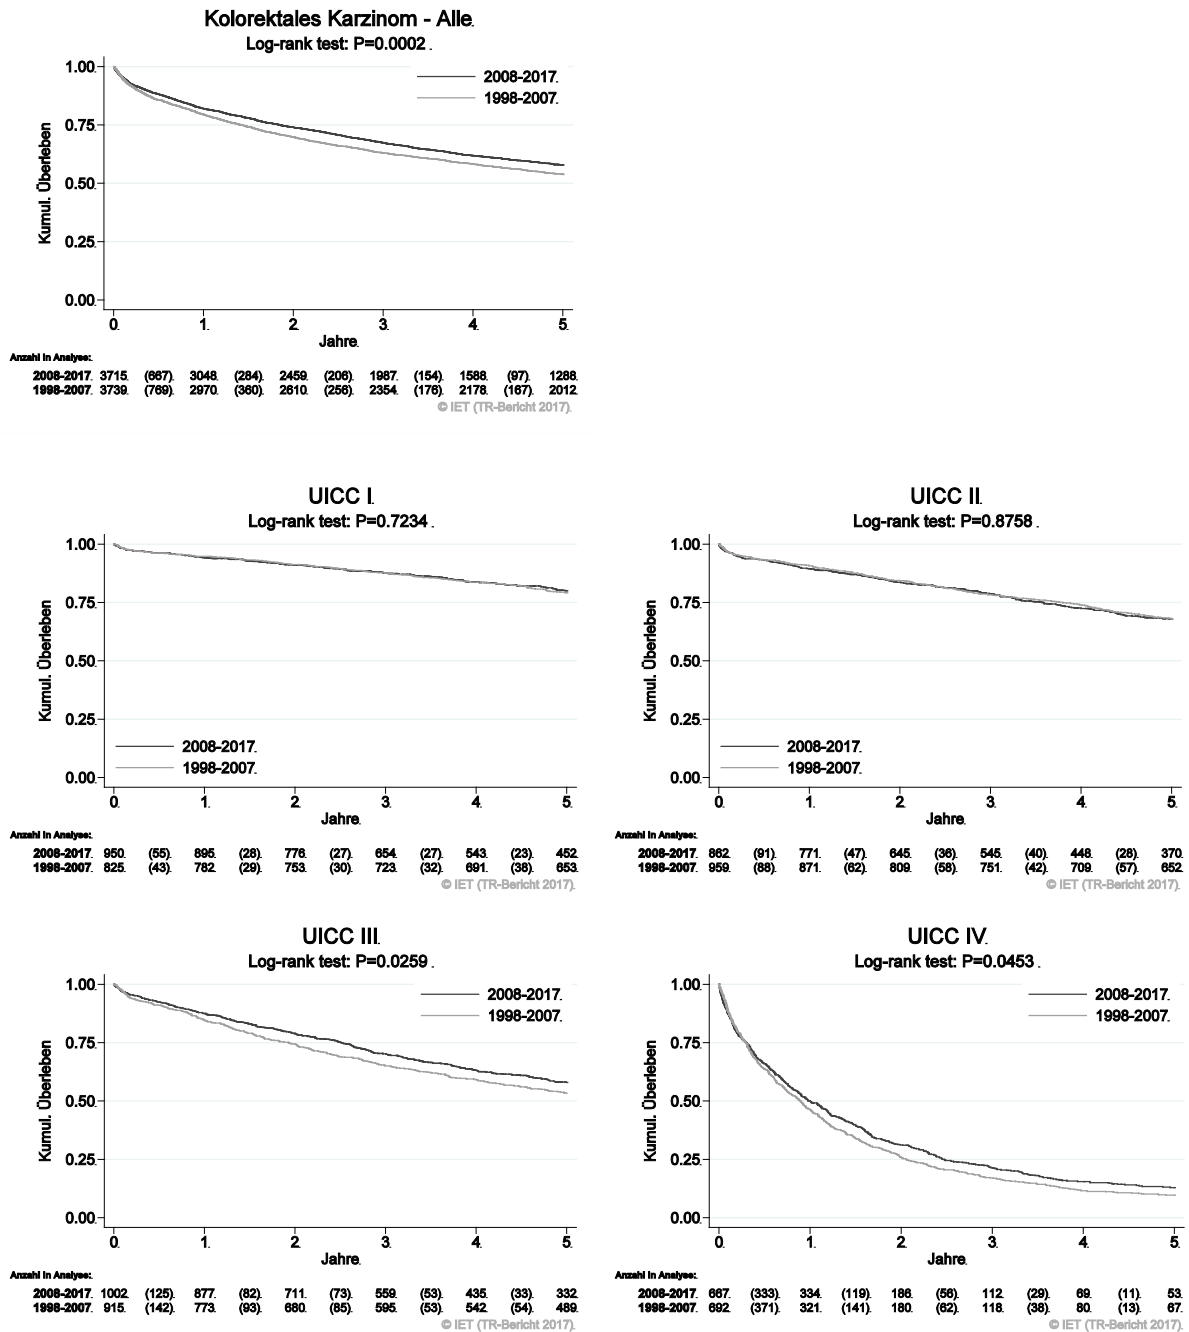 Kolorektales Karzinom - Alle.
Log-rank test: P=0.0002 .
2008-2017.
1998-2007.
Kumul. Überleben
1.00.
0.75.
0.50.
0.25.
0.00.
0. 1. 2. 3. 4. 5.
Jahre.
Anzahl in Analyse:.
2008-2017. 3715. (667). 3048. (284). 2459. (206). 1987. (154). 1588. (97). 1288.
1998-2007. 3739. (769). 2970. (360). 2610. (256). 2354. (176). 2178. (167). 2012.
© IET (TR-Bericht 2017).
UICC I.
Log-rank test: P=0.7234 .
Kumul. Überleben
1.00.
0.75.
0.50.
0.25.
0.00.
2008-2017.
1998-2007.
0. 1. 2. 3. 4. 5.
Jahre.
Anzahl in Analyse:.
2008-2017. 950. (55). 895. (28). 776. (27). 654. (27). 543. (23). 452.
1998-2007. 825. (43). 782. (29). 753. (30). 723. (32). 691. (38). 653.
© IET (TR-Bericht 2017).
UICC II.
Log-rank test: P=0.8758 .
Kumul. Überleben
1.00.
0.75.
0.50.
0.25.
0.00.
2008-2017.
1998-2007.
0. 1. 2. 3. 4. 5.
Jahre.
Anzahl in Analyse:.
2008-2017. 862. (91). 771. (47). 645. (36). 545. (40). 448. (28). 370.
1998-2007. 959. (88). 871. (62). 809. (58). 751. (42). 709. (57). 652.
© IET (TR-Bericht 2017).
UICC III.
Log-rank test: P=0.0259 .
2008-2017.
1998-2007.
Kumul. Überleben
1.00.
0.75.
0.50.
0.25.
0.00.
0. 1. 2. 3. 4. 5.
Jahre.
Anzahl in Analyse:.
2008-2017. 1002. (125). 877. (82). 711. (73). 559. (53). 435. (33). 332.
1998-2007. 915. (142). 773. (93). 680. (85). 595. (53). 542. (54). 489.
© IET (TR-Bericht 2017).
UICC IV.
Log-rank test: P=0.0453 .
2008-2017.
1998-2007.
Kumul. Überleben
1.00.
0.75.
0.50.
0.25.
0.00.
0. 1. 2. 3. 4. 5.
Jahre.
Anzahl in Analyse:.
2008-2017. 667. (333). 334. (119). 186. (56). 112. (29). 69. (11). 53.
1998-2007. 692. (371). 321. (141). 180. (62). 118. (38). 80. (13). 67.
© IET (TR-Bericht 2017).